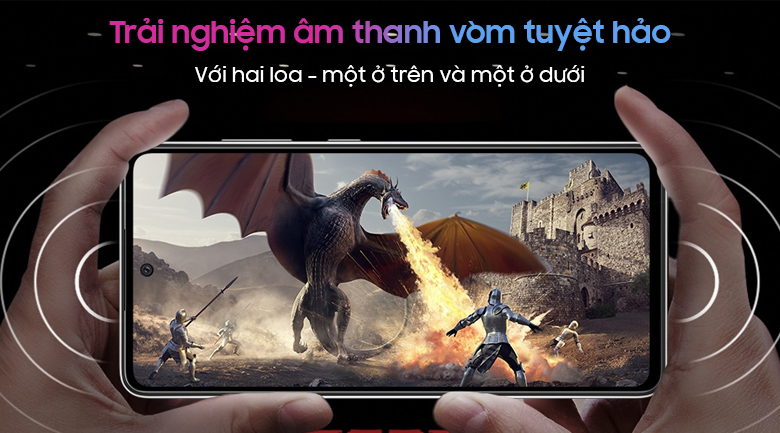 Trải nghiệm âm thanh vòm tuyệt hảo
Với hai loa - một ở trên và một ở dưới